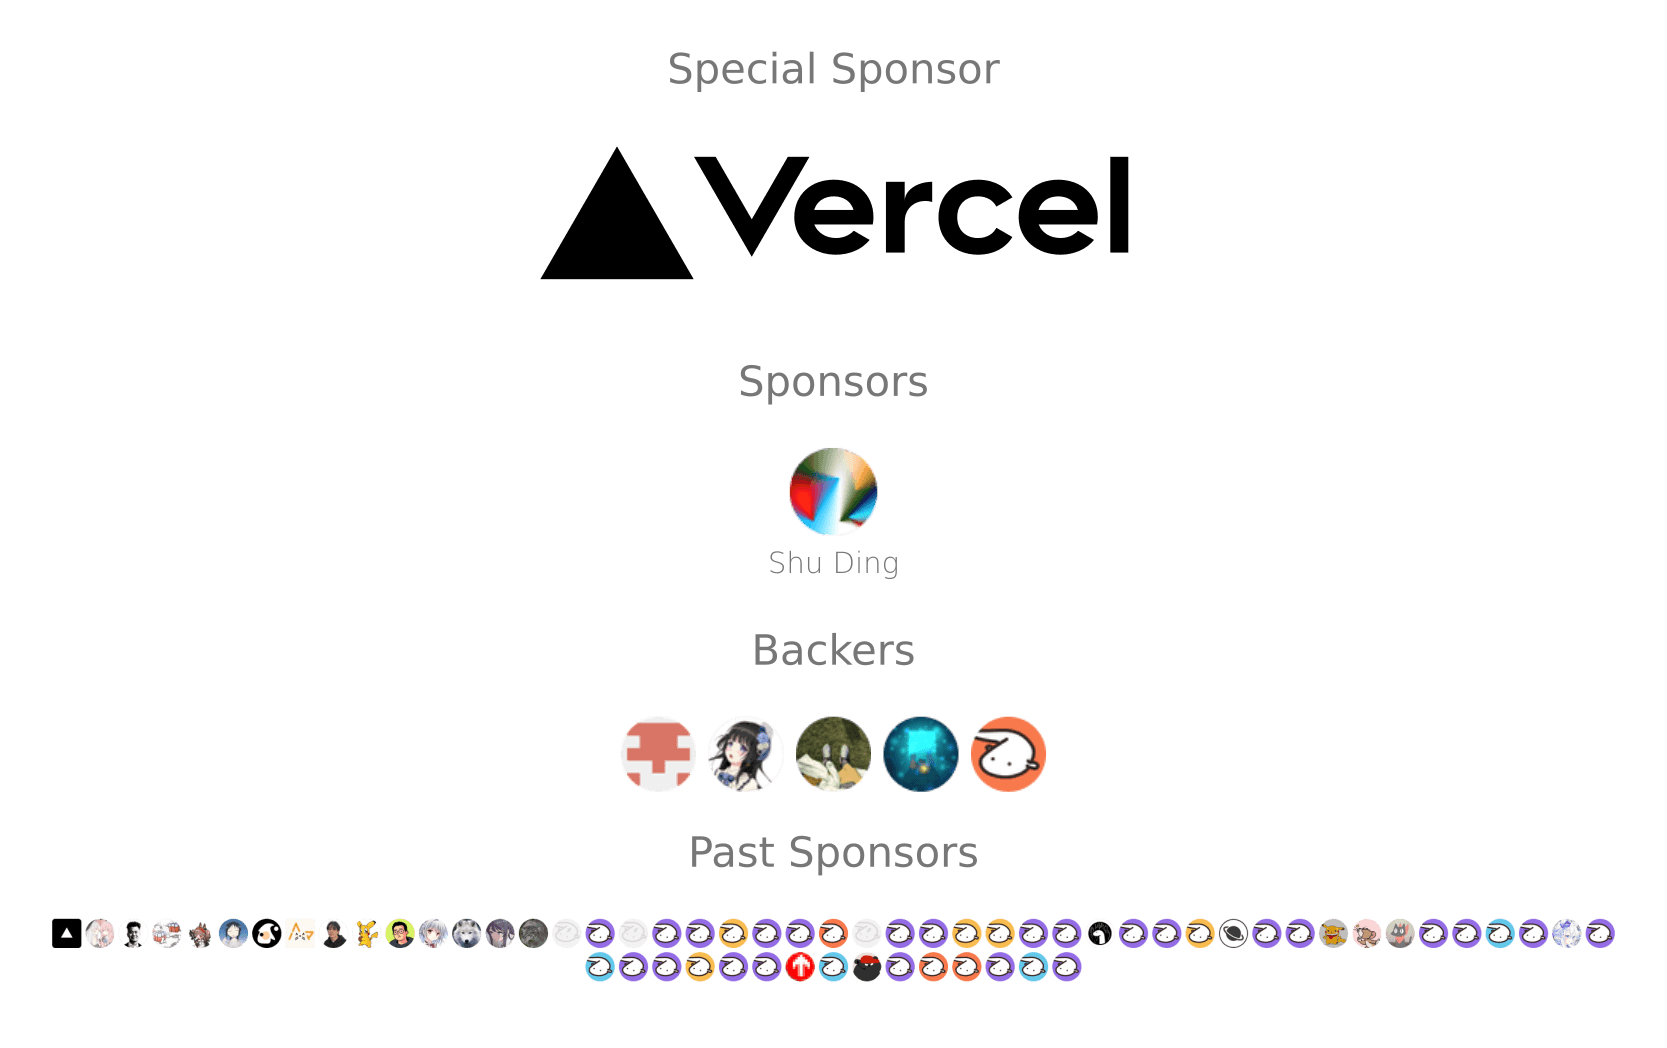 Special Sponsor
Vercel
Sponsors
Shu Ding
Backers
Past Sponsors